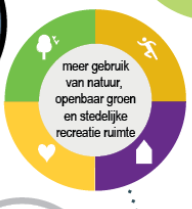 meer gebruik
van natuur,
openbaar groen
en stedelijke
recreatie ruimte